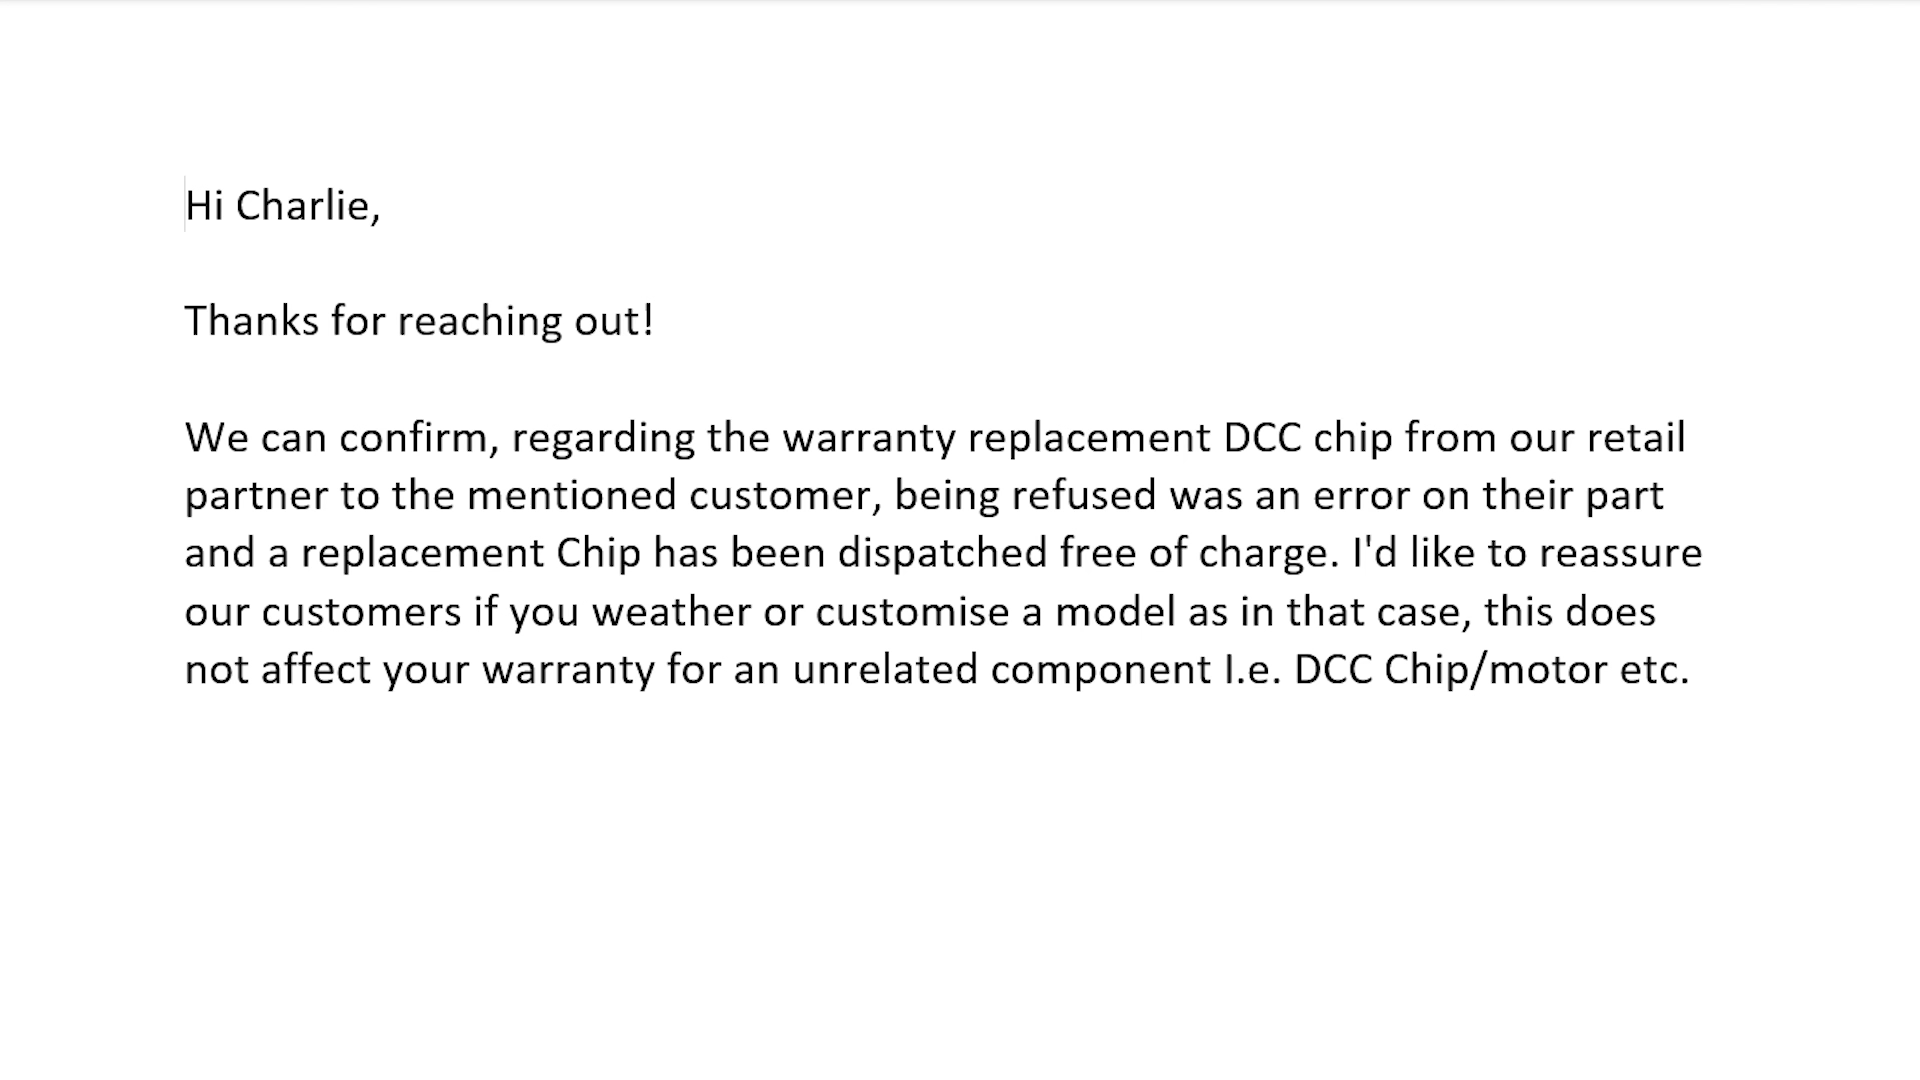 Hi Charlie,
Thanks for reaching out!
We can confirm, regarding the warranty replacement DCC chip from our retail
partner to the mentioned customer, being refused was an error on their part
and a replacement Chip has been dispatched free of charge. I'd like to reassure
our customers if you weather or customise a model as in that case, this does
not affect your warranty for an unrelated component I.e. DCC Chip/motor etc.